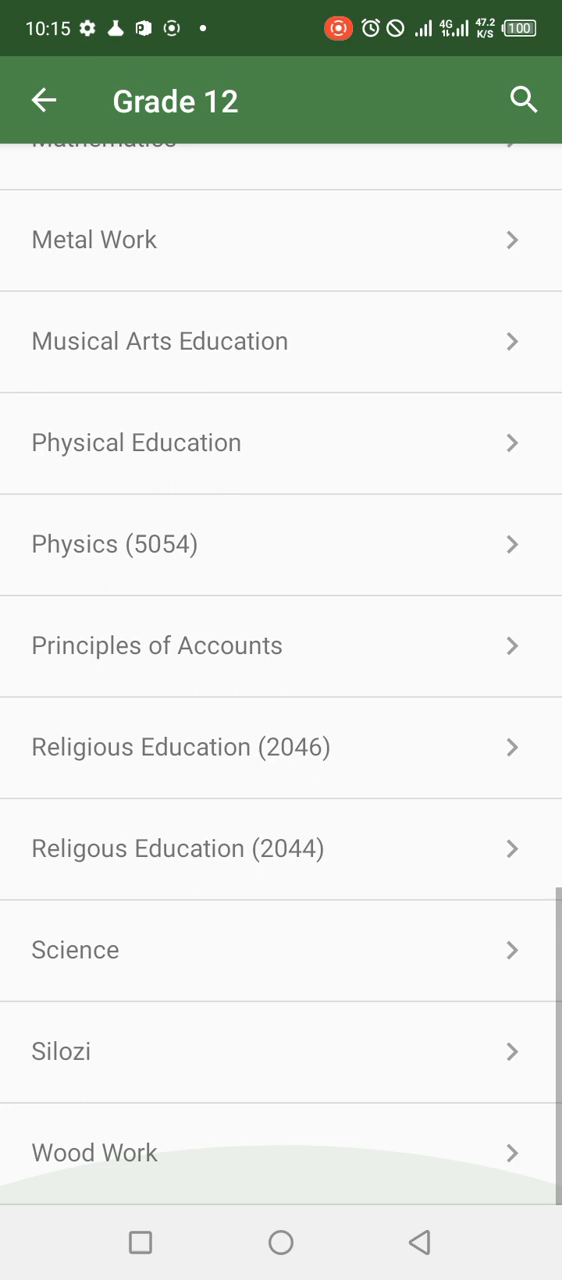 10:15
4G
47.2
K/S
100
Grade 12
Mathematics
Metal Work
Musical Arts Education
Physical Education
Physics (5054)
Principles of Accounts
Religious Education (2046)
Religous Education (2044)
Science
Silozi
Wood Work